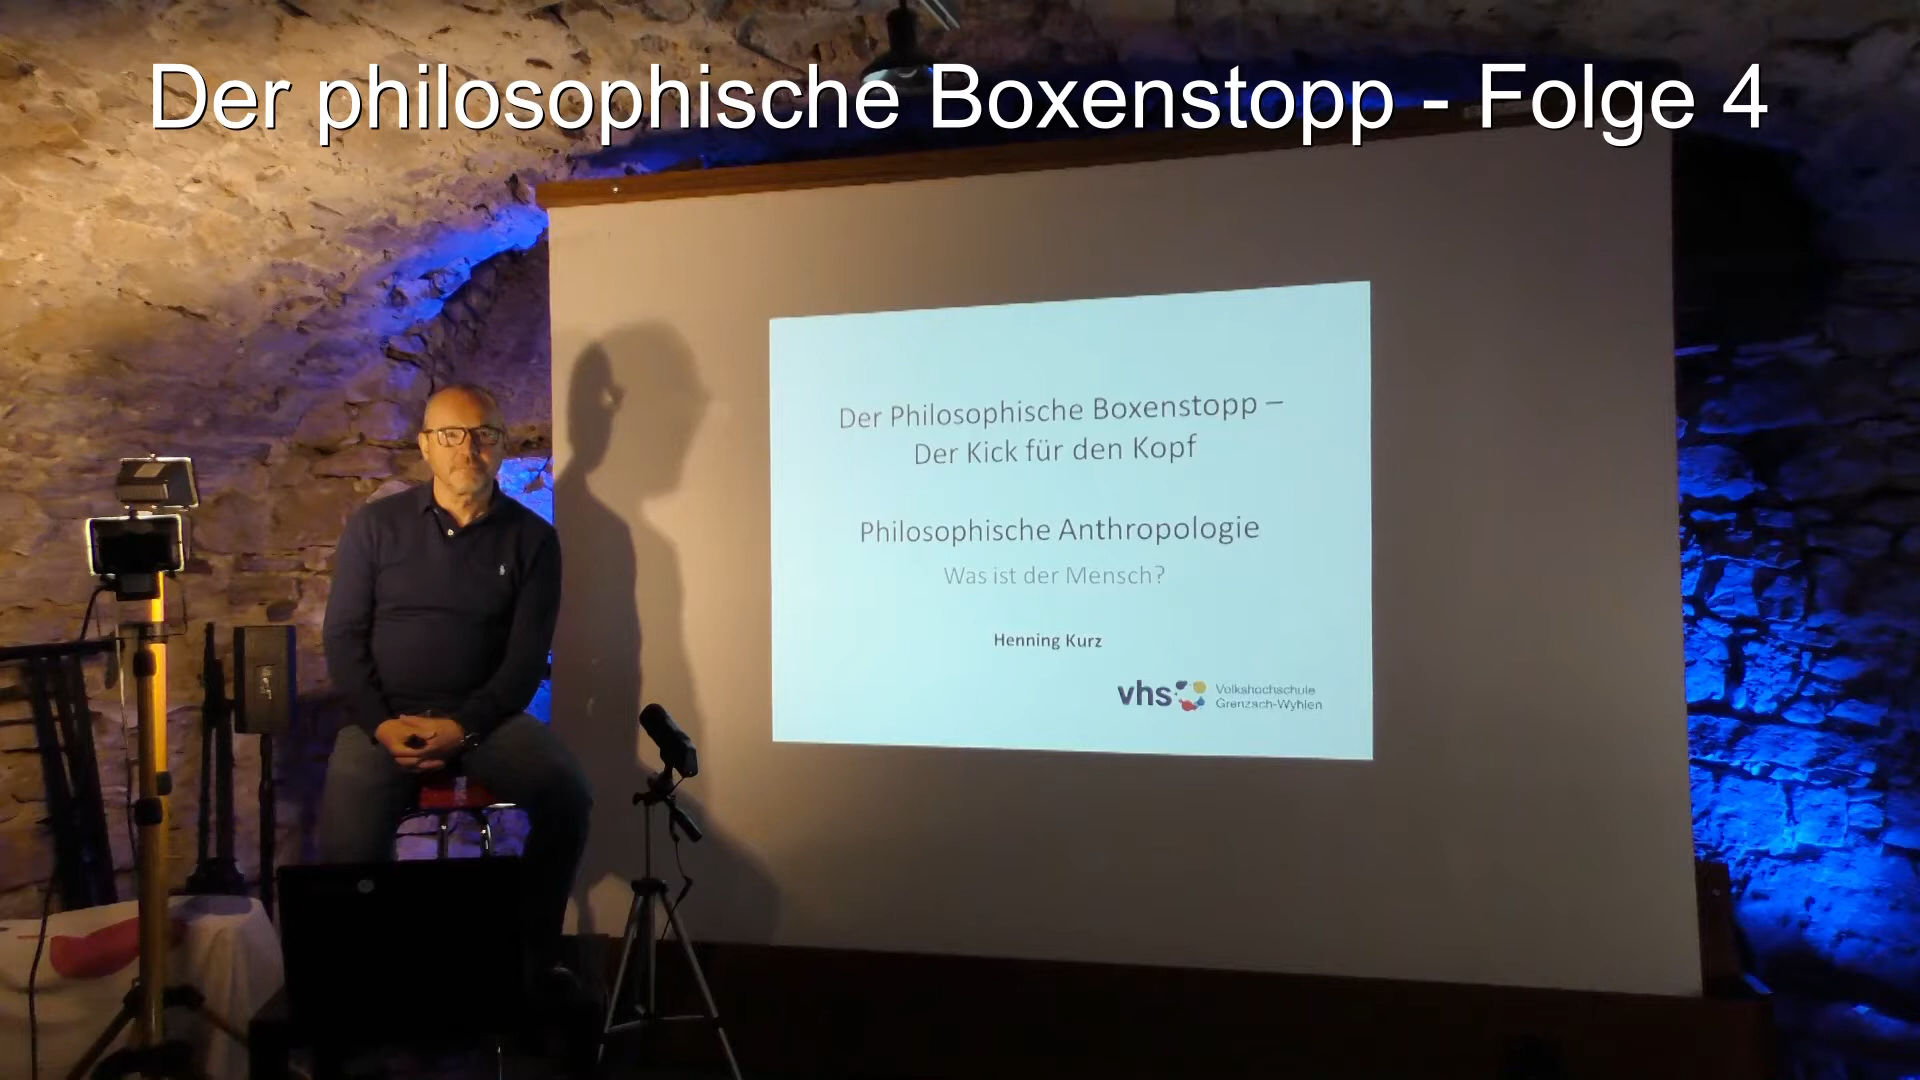 Der philosophische Boxenstopp - Folge 4
Der Philosophische Boxenstopp –
Der Kick für den Kopf
Philosophische Anthropologie
Was ist der Mensch?
Henning Kurz
vhs
Volkshochschule
Grenzach-Wyhlen